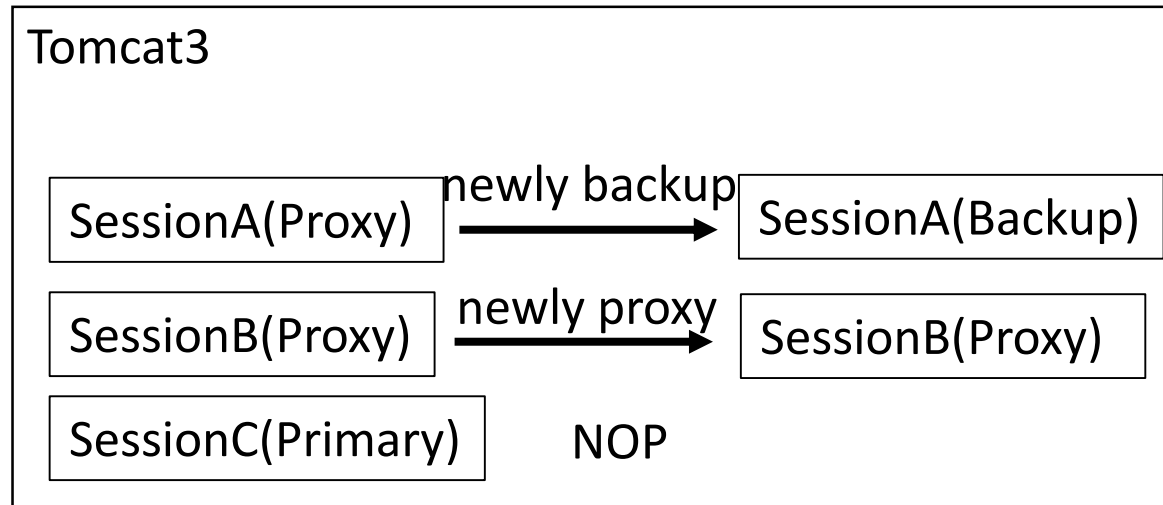 Tomcat3
newly backup
SessionA(Proxy) SessionA(Backup)
newly proxy
SessionB(Proxy) SessionB(Proxy)
SessionC(Primary) NOP